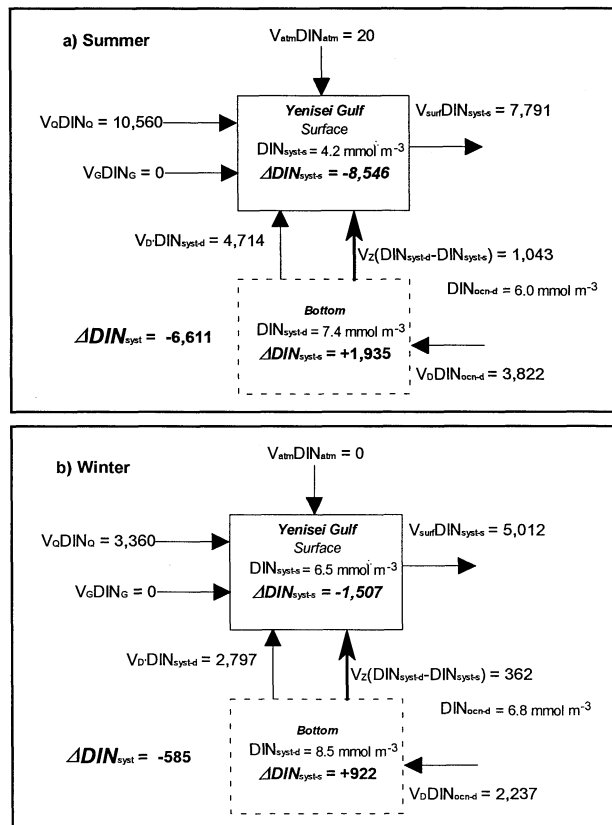 a) Summer
VatmDINatm = 20
VQDINQ = 10,560
Yenisei Gulf
Surface
DINsyst-s = 4.2 mmol m-3
ΔDINsyst-s = -8,546
VsurfDINsyst-s = 7,791
VGDING = 0
VD'DINsyst-d = 4,714
VZ(DINsyst-d-DINsyst-s) = 1,043
DINocn-d = 6.0 mmol m-3
Bottom
DINsyst-d = 7.4 mmol m-3
ΔDINsyst-s = +1,935
ΔDINsyst = -6,611
VDDINocn-d = 3,822
b) Winter
VatmDINatm = 0
VQDINQ = 3,360
Yenisei Gulf
Surface
DINsyst-s = 6.5 mmol m-3
ΔDINsyst-s = -1,507
VsurfDINsyst-s = 5,012
VGDING = 0
VD'DINsyst-d = 2,797
VZ(DINsyst-d-DINsyst-s) = 362
DINocn-d = 6.8 mmol m-3
Bottom
DINsyst-d = 8.5 mmol m-3
ΔDINsyst-s = +922
ΔDINsyst = -585
VDDINocn-d = 2,237